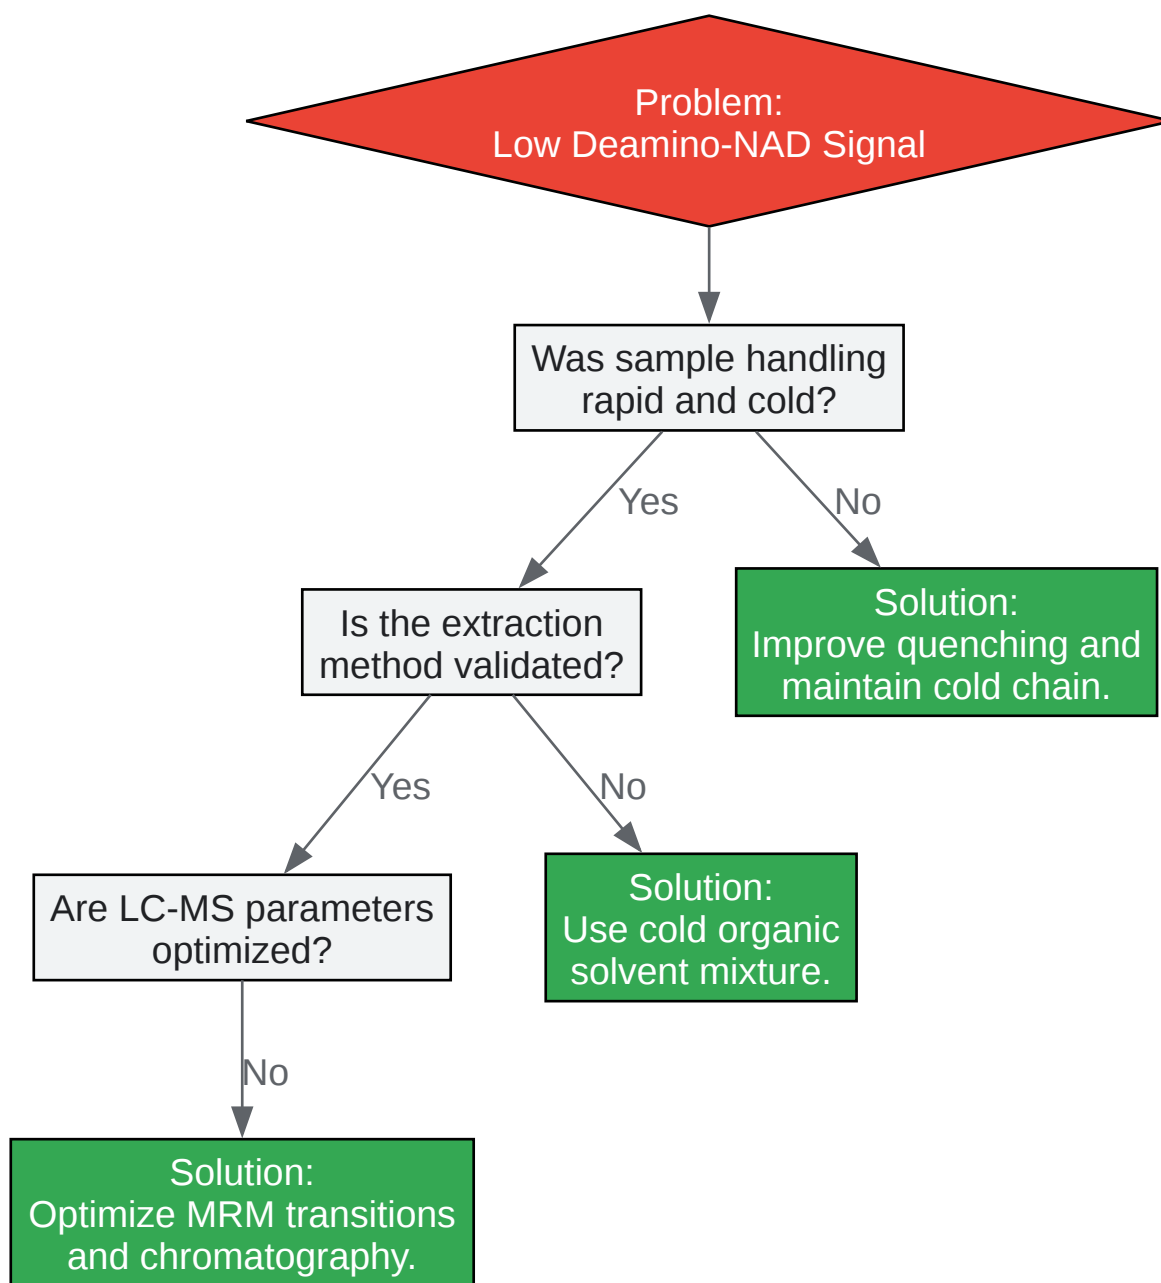 Problem:
Low Deamino-NAD Signal
Was sample handling
rapid and cold?
Yes
No
Is the extraction
method validated?
Solution:
Improve quenching and
maintain cold chain.
Yes
No
Are LC-MS parameters
optimized?
Solution:
Use cold organic
solvent mixture.
No
Solution:
Optimize MRM transitions
and chromatography.